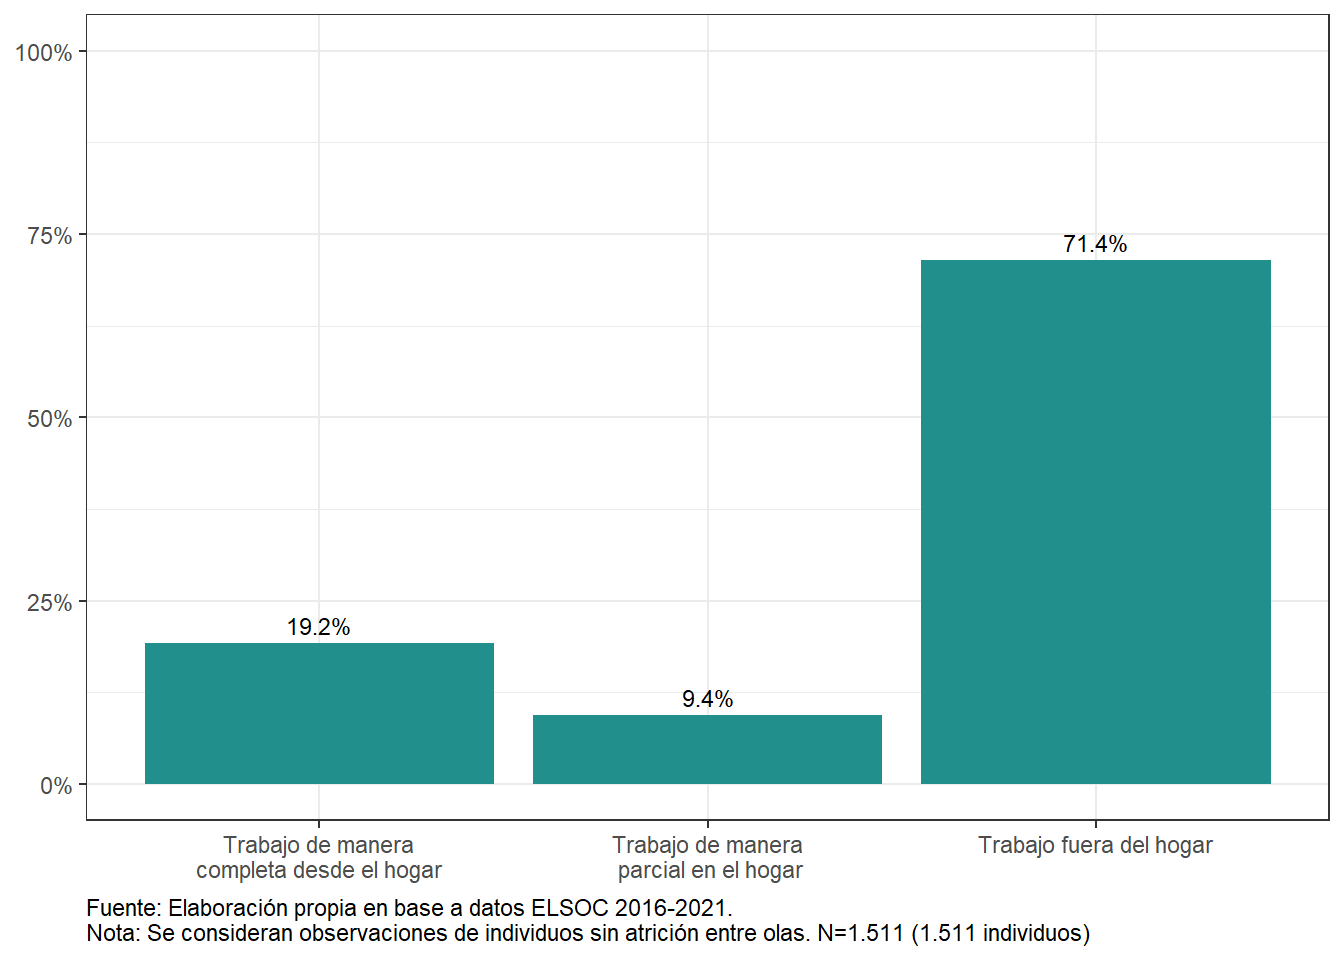 100%
75%
50%
25%
0%
71.4%
19.2%
9.4%
Trabajo de manera
completa desde el hogar
Trabajo de manera
parcial en el hogar
Trabajo fuera del hogar
Fuente: Elaboración propia en base a datos ELSOC 2016-2021.
Nota: Se consideran observaciones de individuos sin atrición entre olas. N=1.511 (1.511 individuos)